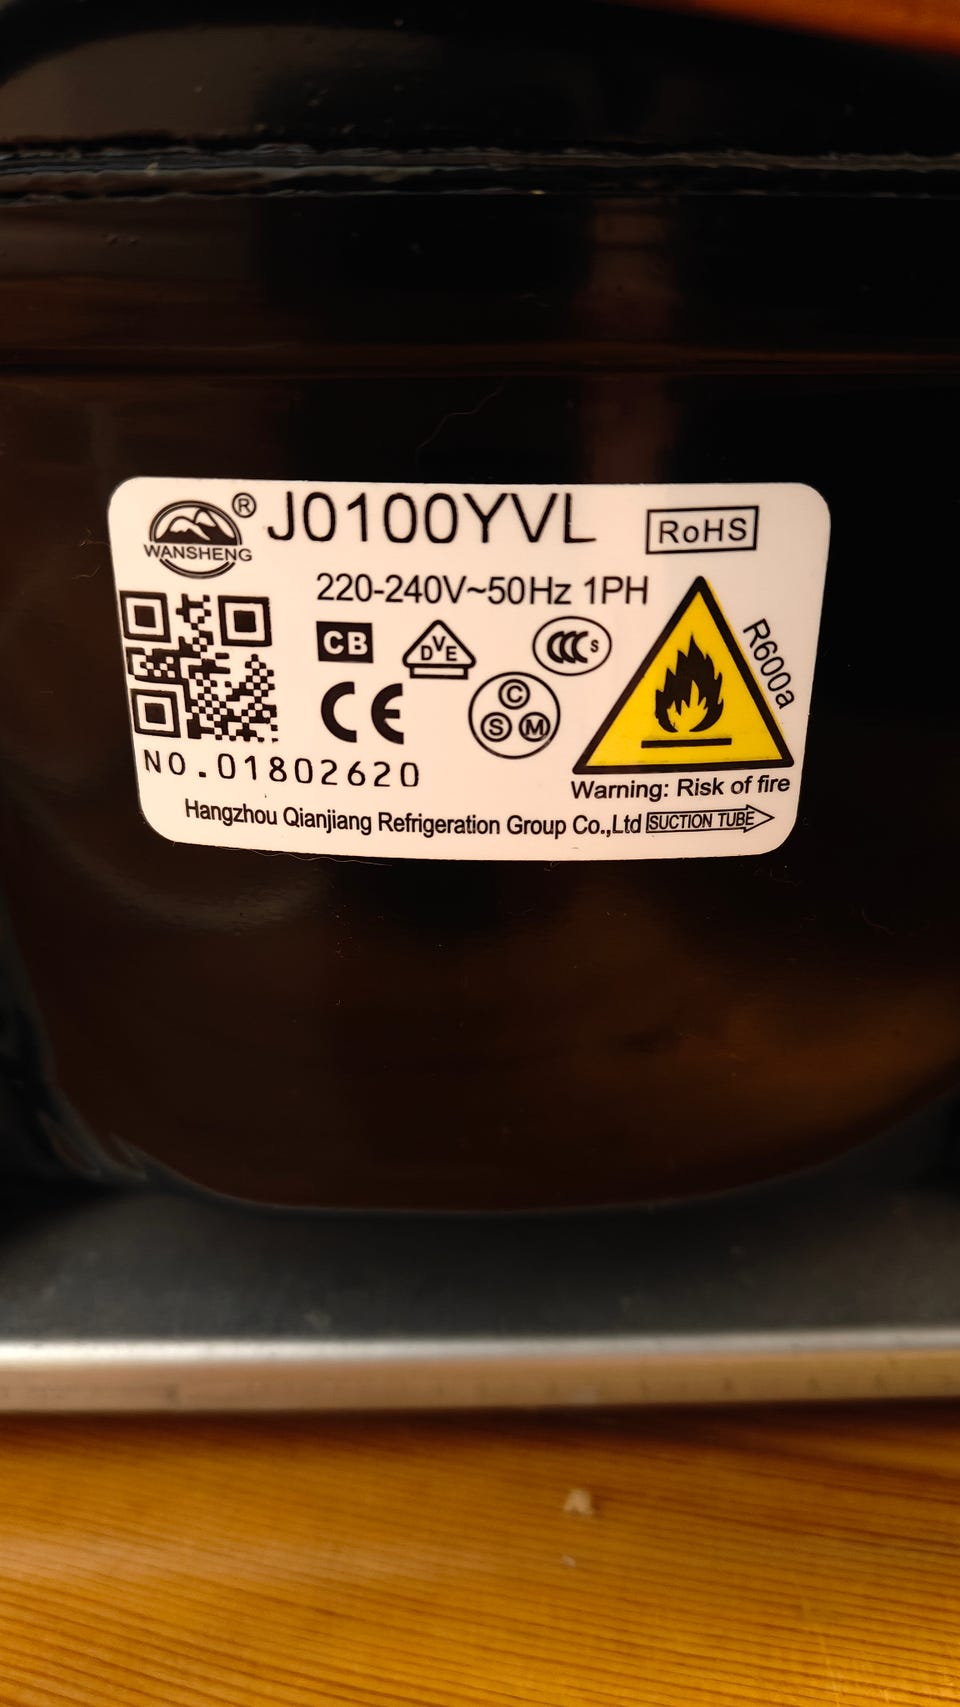 WANSHENG ®
J0100YVL
RoHS
220-240V~50Hz 1PH
CB
DVE
CCC S
R600a
CE
C
S M
NO.01802620
Warning: Risk of fire
Hangzhou Qianjiang Refrigeration Group Co.,Ltd SUCTION TUBE